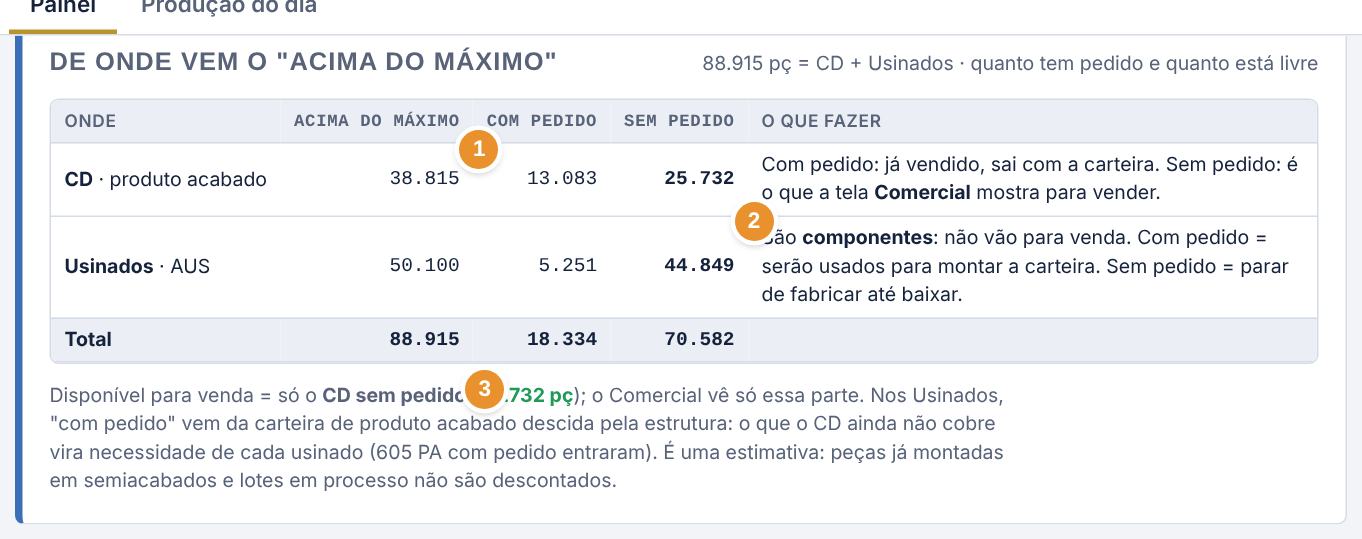 Painel Produção do dia
DE ONDE VEM O "ACIMA DO MÁXIMO" 88.915 pç = CD + Usinados · quanto tem pedido e quanto está livre
ONDE ACIMA DO MÁXIMO COM PEDIDO SEM PEDIDO O QUE FAZER
1
CD · produto acabado 38.815 13.083 25.732 Com pedido: já vendido, sai com a carteira. Sem pedido: é
o que a tela Comercial mostra para vender.
2
Usinados · AUS 50.100 5.251 44.849 São componentes: não vão para venda. Com pedido =
serão usados para montar a carteira. Sem pedido = parar
de fabricar até baixar.
Total 88.915 18.334 70.582
3
Disponível para venda = só o CD sem pedido .732 pç); o Comercial vê só essa parte. Nos Usinados,
"com pedido" vem da carteira de produto acabado descida pela estrutura: o que o CD ainda não cobre
vira necessidade de cada usinado (605 PA com pedido entraram). É uma estimativa: peças já montadas
em semiacabados e lotes em processo não são descontados.